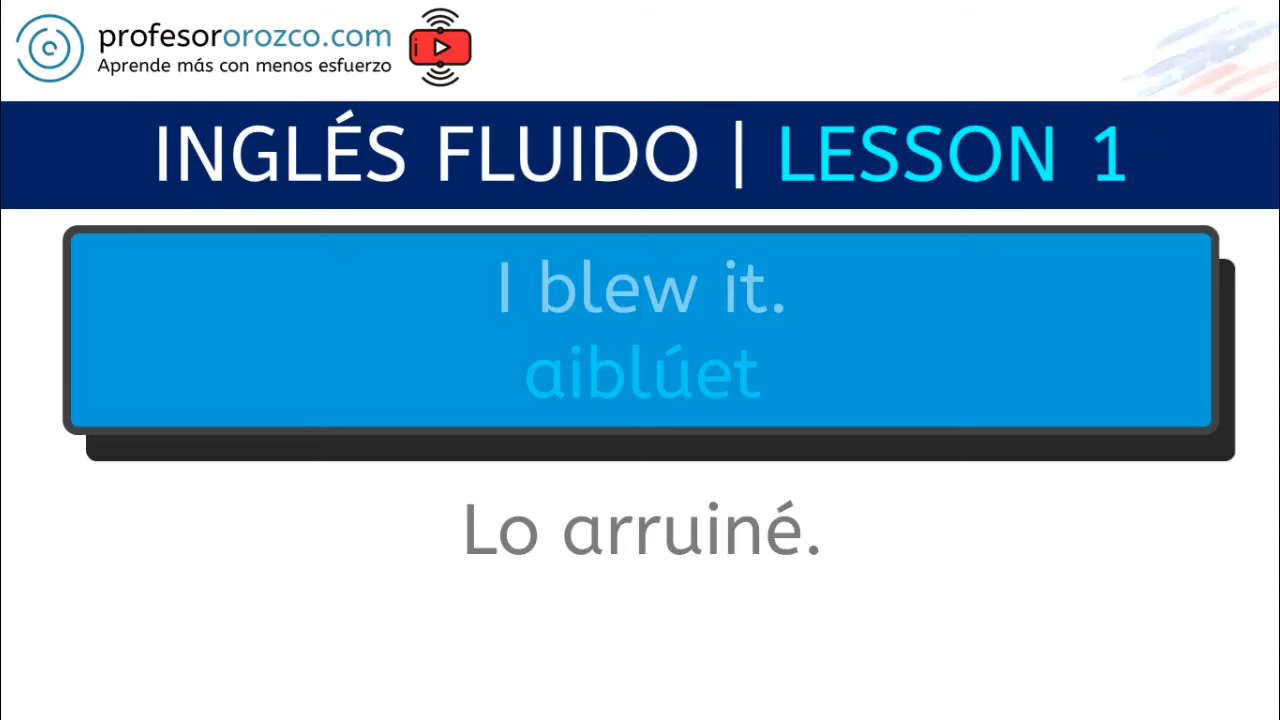 profesororozco.com
Aprende más con menos esfuerzo
INGLÉS FLUIDO | LESSON 1
I blew it.
aiblúet
Lo arruiné.